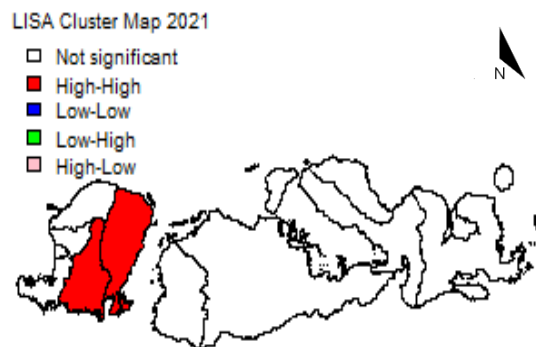 LISA Cluster Map 2021
Not significant
High-High
Low-Low
Low-High
High-Low
N